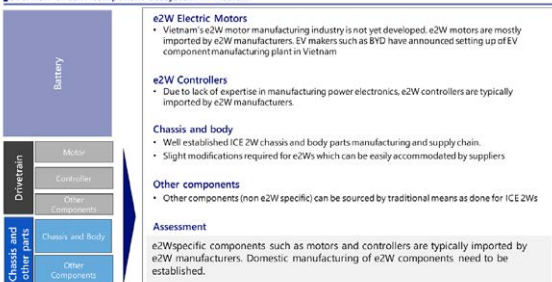 Battery
Drivetrain
Motor
Controller
Other
Components
Chassis and
other parts
Chassis and Body
Other
Components
e2W Electric Motors
• Vietnam's e2W motor manufacturing industry is not yet developed. e2W motors are mostly
imported by e2W manufacturers. EV makers such as BYD have announced setting up of EV
component manufacturing plant in Vietnam
e2W Controllers
• Due to lack of expertise in manufacturing power electronics, e2W controllers are typically
imported by e2W manufacturers.
Chassis and body
• Well established ICE 2W chassis and body parts manufacturing and supply chain.
• Slight modifications required for e2Ws which can be easily accommodated by suppliers
Other components
• Other components (non e2W specific) can be sourced by traditional means as done for ICE 2Ws
Assessment
e2Wspecific components such as motors and controllers are typically imported by
e2W manufacturers. Domestic manufacturing of e2W components need to be
established.